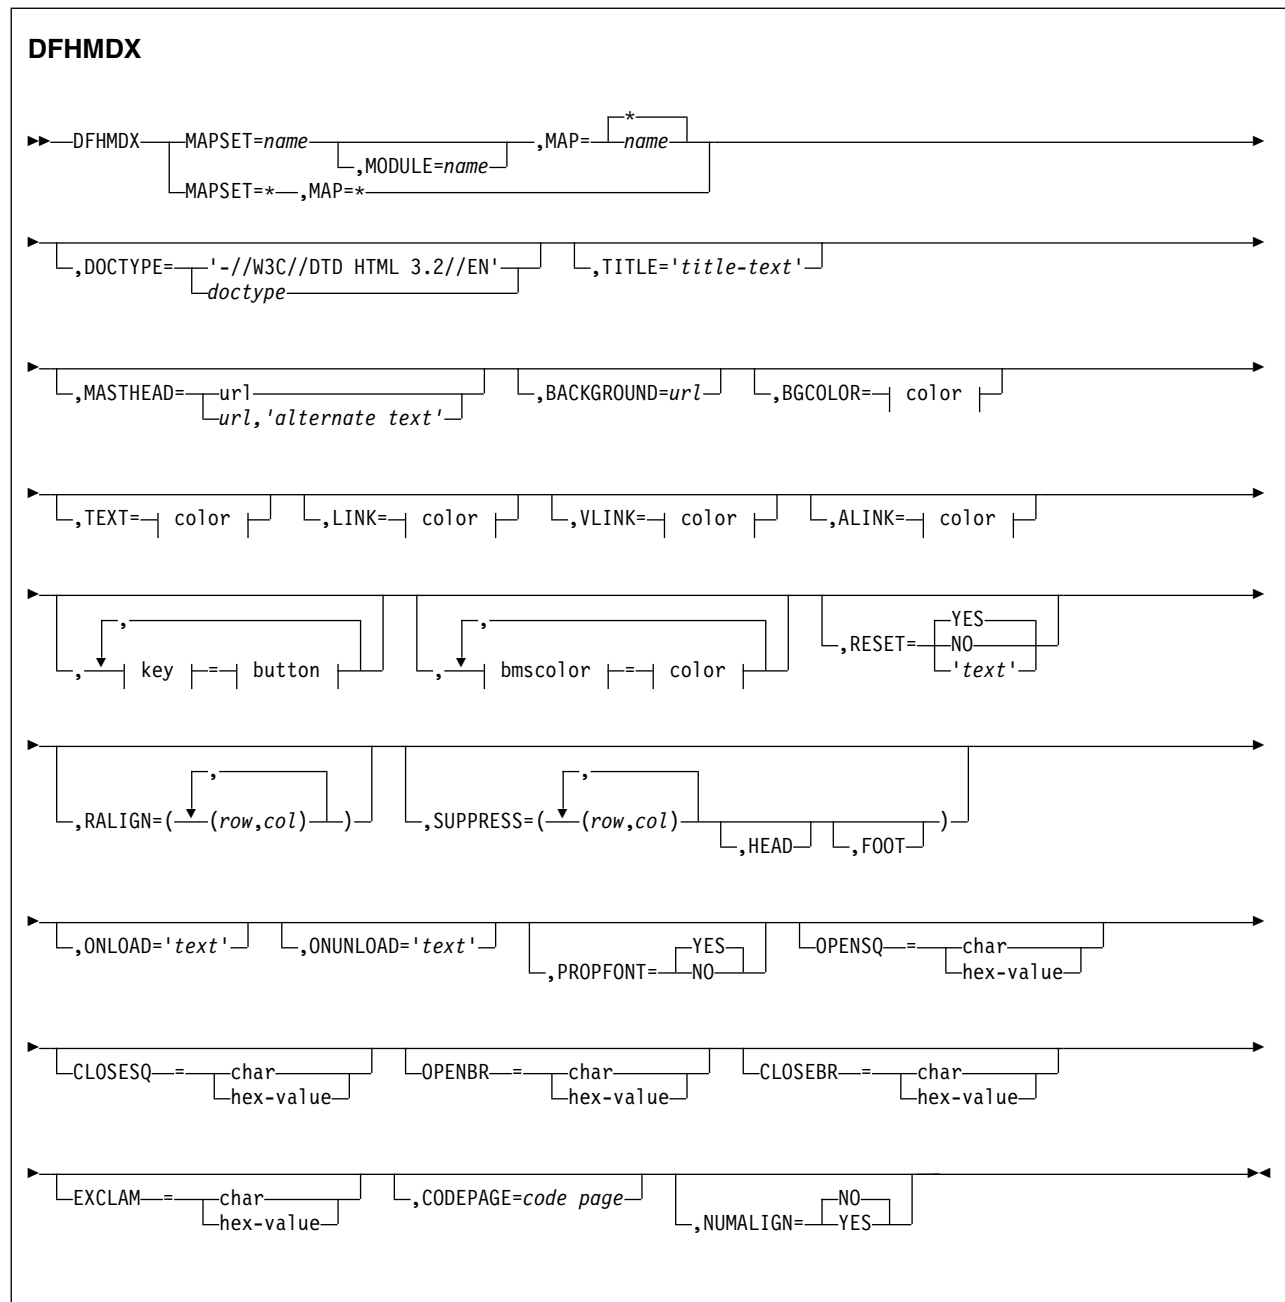 DFHMDX
*
DFHMDX MAPSET=name ,MAP= name
,MODULE=name
MAPSET=* ,MAP=*
,DOCTYPE= '-//W3C//DTD HTML 3.2//EN' ,TITLE='title-text'
doctype
,MASTHEAD= url ,BACKGROUND=url ,BGCOLOR= color
url,'alternate text'
,TEXT= color ,LINK= color ,VLINK= color ,ALINK= color
, , YES
, key = button , bmscolor = color ,RESET= NO
'text'
, ,
,RALIGN=( (row,col) ) ,SUPPRESS=( (row,col) )
,HEAD ,FOOT
,ONLOAD='text' ,ONUNLOAD='text' YES OPENSQ = char
,PROPFONT= NO hex-value
CLOSESQ = char OPENBR = char CLOSEBR = char
hex-value hex-value hex-value
EXCLAM = char ,CODEPAGE=code page NO
hex-value ,NUMALIGN= YES